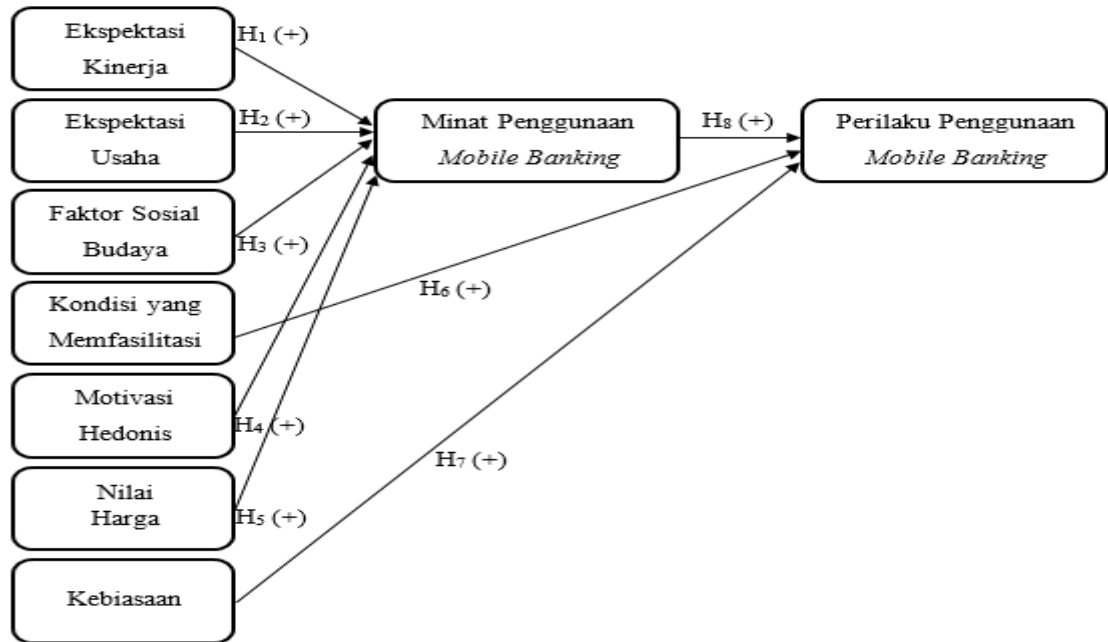 Ekspektasi
Kinerja
H₁ (+)
Ekspektasi
Usaha
H₂ (+)
Faktor Sosial
Budaya
H₃ (+)
Kondisi yang
Memfasilitasi
H₆ (+)
Motivasi
Hedonis
H₄ (+)
Nilai
Harga
H₅ (+)
Kebiasaan
H₇ (+)
Minat Penggunaan
Mobile Banking
H₈ (+)
Perilaku Penggunaan
Mobile Banking